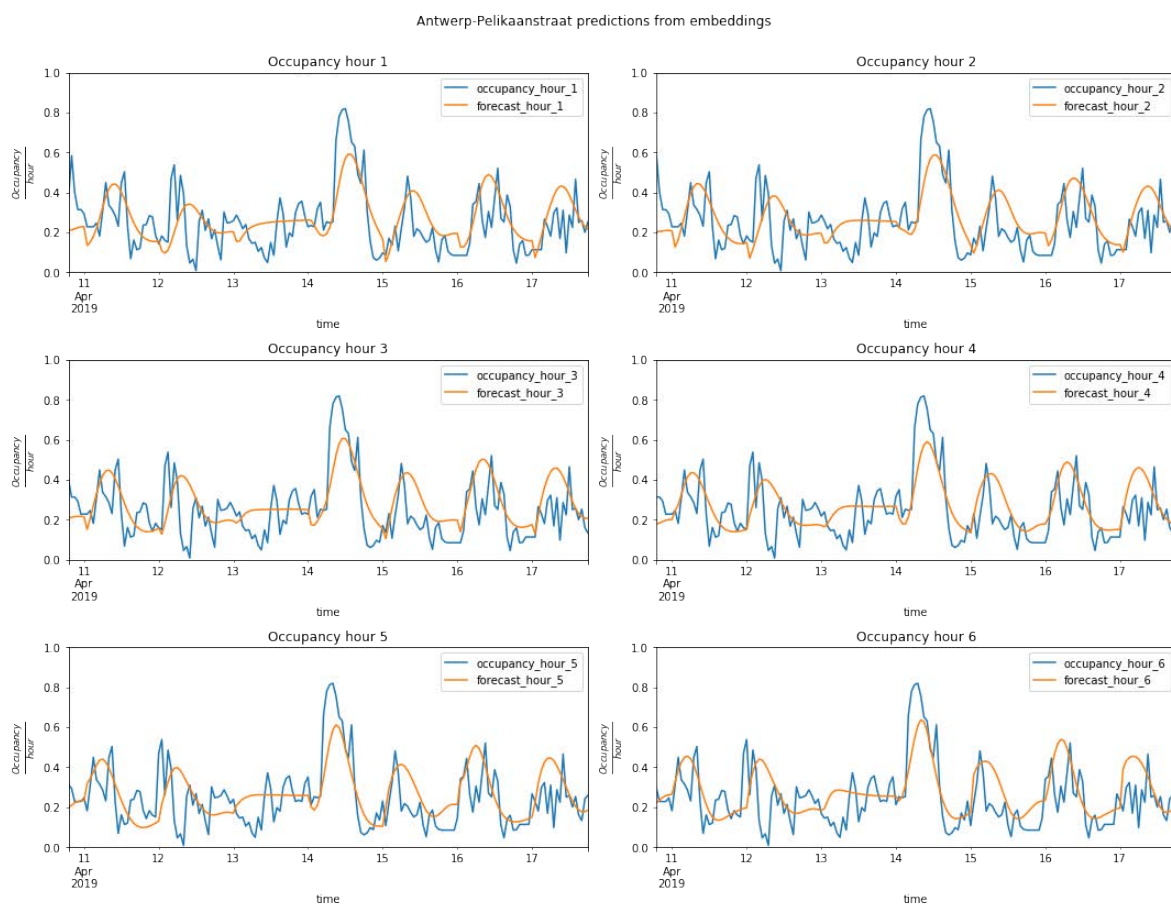 Antwerp-Pelikaanstraat predictions from embeddings
Occupancy hour 1
occupancy_hour_1
forecast_hour_1
1.0
0.8
0.6
0.4
0.2
0.0
Occupancy
hour
11 12 13 14 15 16 17
Apr
2019
time
Occupancy hour 2
occupancy_hour_2
forecast_hour_2
1.0
0.8
0.6
0.4
0.2
0.0
Occupancy
hour
11 12 13 14 15 16 17
Apr
2019
time
Occupancy hour 3
occupancy_hour_3
forecast_hour_3
1.0
0.8
0.6
0.4
0.2
0.0
Occupancy
hour
11 12 13 14 15 16 17
Apr
2019
time
Occupancy hour 4
occupancy_hour_4
forecast_hour_4
1.0
0.8
0.6
0.4
0.2
0.0
Occupancy
hour
11 12 13 14 15 16 17
Apr
2019
time
Occupancy hour 5
occupancy_hour_5
forecast_hour_5
1.0
0.8
0.6
0.4
0.2
0.0
Occupancy
hour
11 12 13 14 15 16 17
Apr
2019
time
Occupancy hour 6
occupancy_hour_6
forecast_hour_6
1.0
0.8
0.6
0.4
0.2
0.0
Occupancy
hour
11 12 13 14 15 16 17
Apr
2019
time